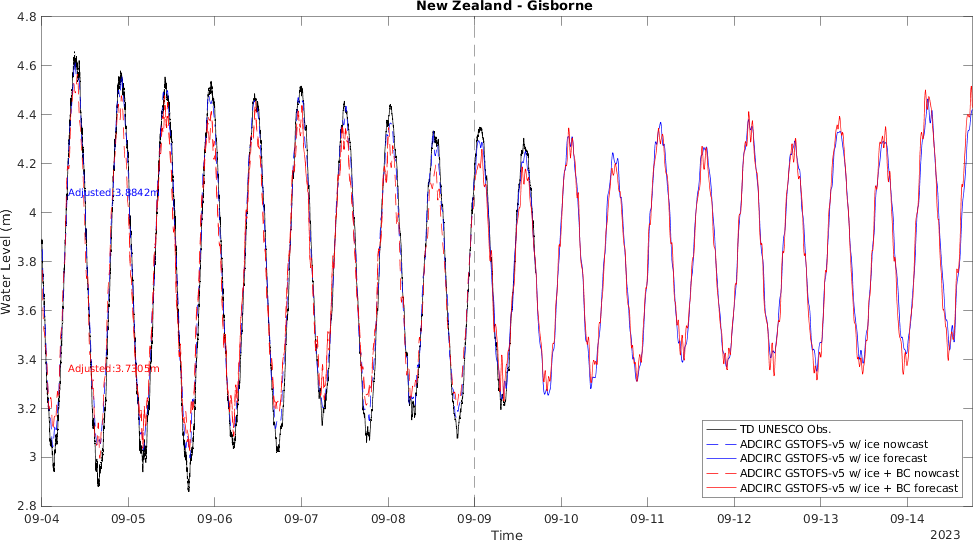 New Zealand - Gisborne
4.8
4.6
4.4
4.2
4
3.8
3.6
3.4
3.2
3
2.8
Water Level (m)
Adjusted:3.8842m
Adjusted:3.7305m
TD UNESCO Obs.
ADCIRC GSTOFS-v5 w/ ice nowcast
ADCIRC GSTOFS-v5 w/ ice forecast
ADCIRC GSTOFS-v5 w/ ice + BC nowcast
ADCIRC GSTOFS-v5 w/ ice + BC forecast
09-04 09-05 09-06 09-07 09-08 09-09 09-10 09-11 09-12 09-13 09-14
Time
2023